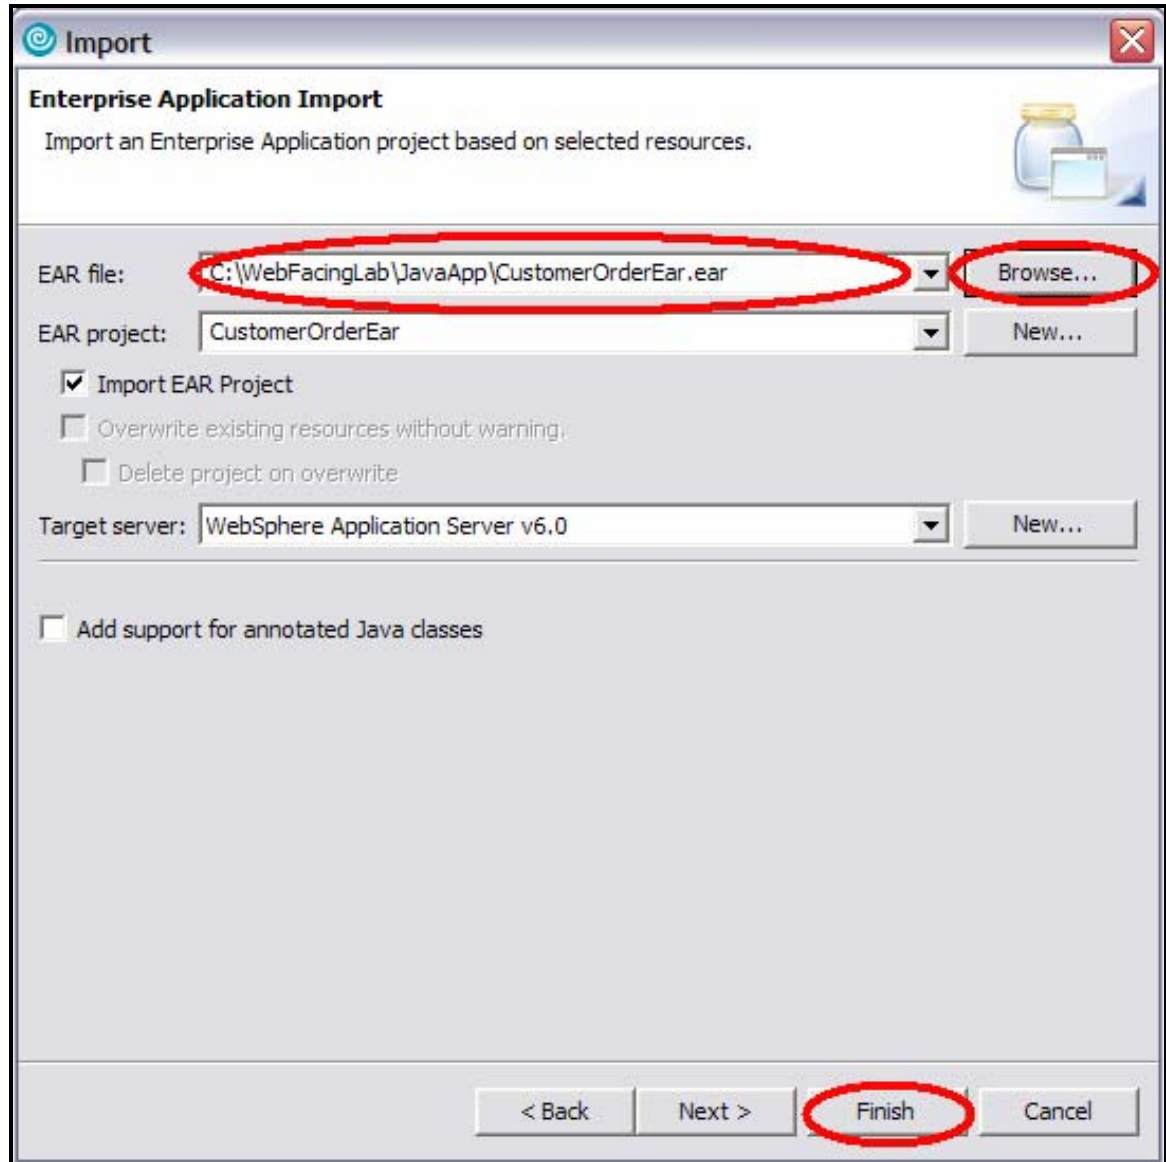 Import
Enterprise Application Import
Import an Enterprise Application project based on selected resources.
EAR file: C:\WebFacingLab\JavaApp\CustomerOrderEar.ear Browse...
EAR project: CustomerOrderEar New...
Import EAR Project
Overwrite existing resources without warning.
Delete project on overwrite
Target server: WebSphere Application Server v6.0 New...
Add support for annotated Java classes
< Back Next > Finish Cancel